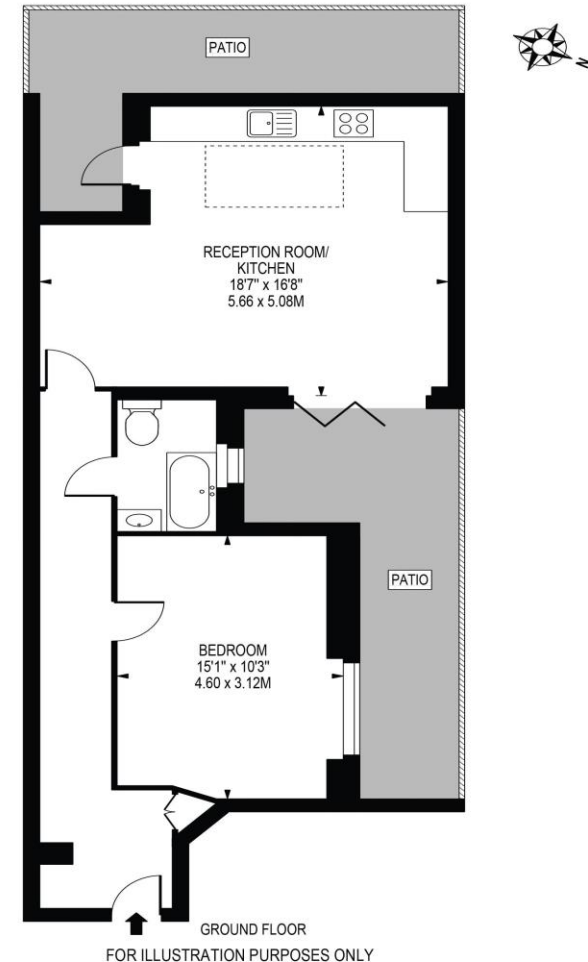 PATIO
N
RECEPTION ROOM/
KITCHEN
18'7" x 16'8"
5.66 x 5.08M
PATIO
BEDROOM
15'1" x 10'3"
4.60 x 3.12M
GROUND FLOOR
FOR ILLUSTRATION PURPOSES ONLY